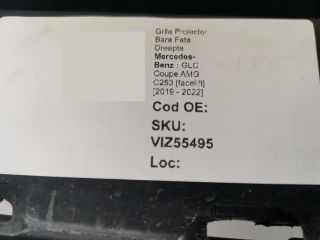 Grila Proiector
Bara Fata
Dreapta
Mercedes-
Benz : GLC
Coupe AMG
C253 [facelift]
[2019 - 2022]
Cod OE:
SKU:
VIZ55495
Loc: